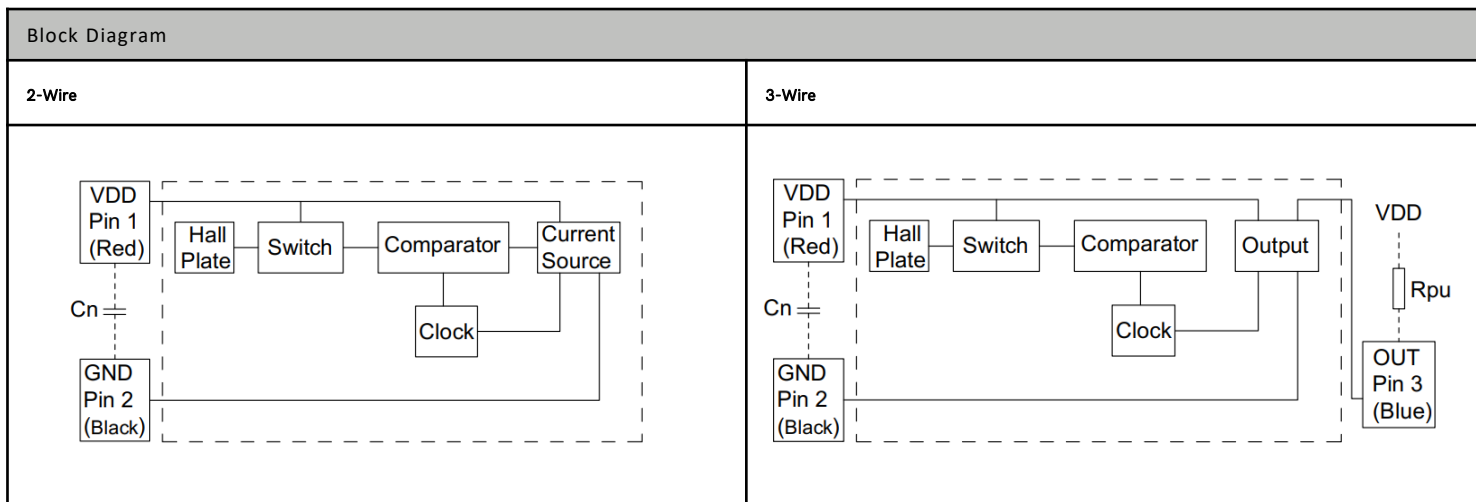 Block Diagram
2-Wire
3-Wire
VDD
Pin 1
(Red)
Hall
Plate
Switch
Comparator
Current
Source
Cn
Clock
GND
Pin 2
(Black)
VDD
Pin 1
(Red)
Hall
Plate
Switch
Comparator
Output
VDD
Cn
Rpu
Clock
GND
Pin 2
(Black)
OUT
Pin 3
(Blue)